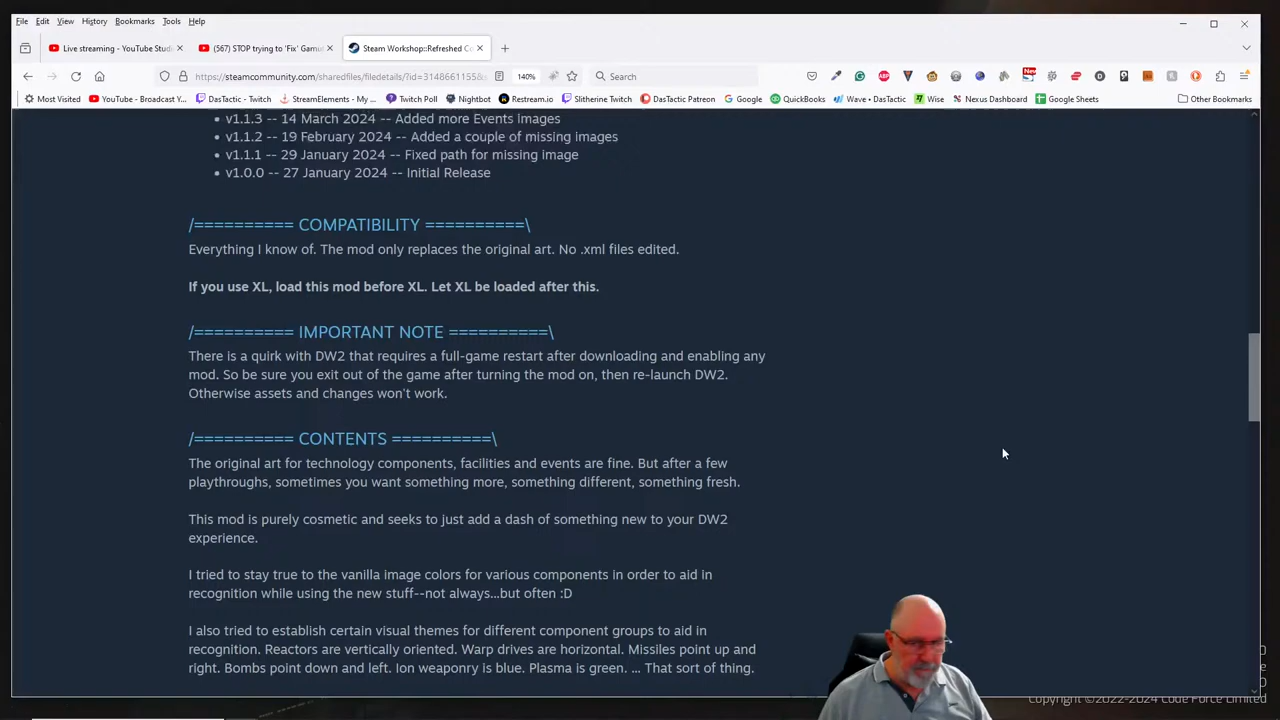 File Edit View History Bookmarks Tools Help
Live streaming - YouTube Studi (567) STOP trying to 'Fix' Gamu Steam Workshop::Refreshed Co
https://steamcommunity.com/sharedfiles/filedetails/?id=3148661155& 140% Search New ABP
Most Visited YouTube - Broadcast Y... DasTactic - Twitch StreamElements - My ... Twitch Poll Nightbot Restream.io Slitherine Twitch DasTactic Patreon Google QuickBooks Wave • DasTactic Wise Nexus Dashboard Google Sheets Other Bookmarks
• v1.1.3 -- 14 March 2024 -- Added more Events Images
• v1.1.2 -- 19 February 2024 -- Added a couple of missing images
• v1.1.1 -- 29 January 2024 -- Fixed path for missing image
• v1.0.0 -- 27 January 2024 -- Initial Release
/========== COMPATIBILITY ==========\
Everything I know of. The mod only replaces the original art. No .xml files edited.
If you use XL, load this mod before XL. Let XL be loaded after this.
/========== IMPORTANT NOTE ==========\
There is a quirk with DW2 that requires a full-game restart after downloading and enabling any
mod. So be sure you exit out of the game after turning the mod on, then re-launch DW2.
Otherwise assets and changes won't work.
/========== CONTENTS ==========\
The original art for technology components, facilities and events are fine. But after a few
playthroughs, sometimes you want something more, something different, something fresh.
This mod is purely cosmetic and seeks to just add a dash of something new to your DW2
experience.
I tried to stay true to the vanilla image colors for various components in order to aid in
recognition while using the new stuff--not always...but often :D
I also tried to establish certain visual themes for different component groups to aid in
recognition. Reactors are vertically oriented. Warp drives are horizontal. Missiles point up and
right. Bombs point down and left. Ion weaponry is blue. Plasma is green. ... That sort of thing.
Copyright ©2022-2024 Code Force Limited